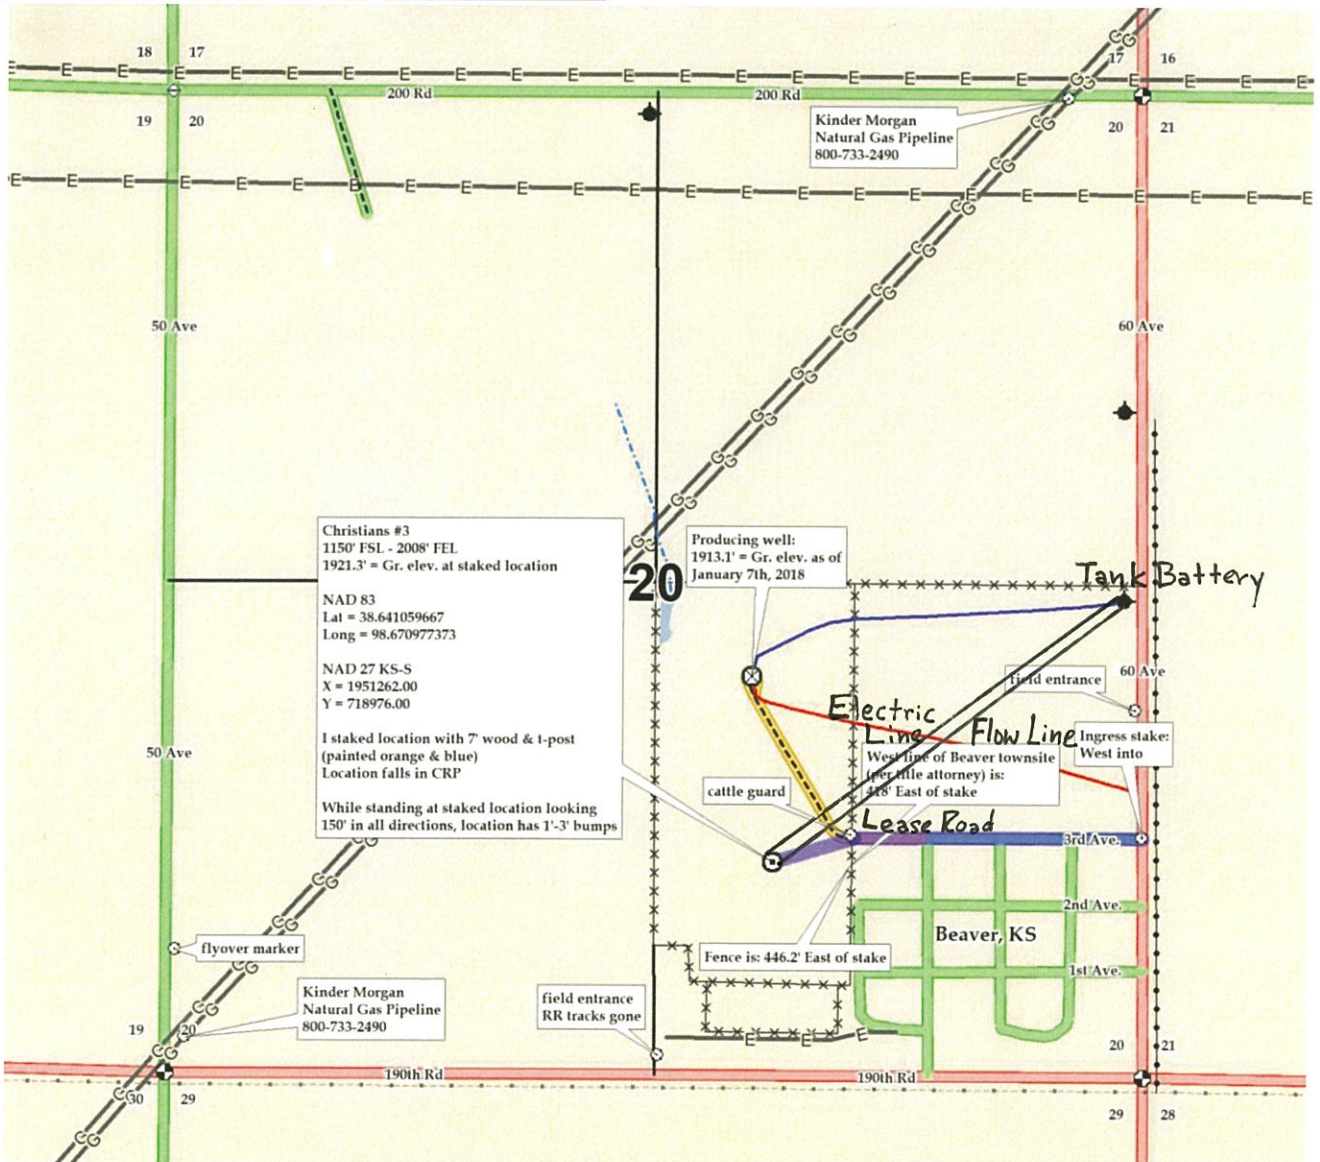 18 17
17 16
E E E E E E E E E E E E E E E E E E E E E E E E
200 Rd
200 Rd
19 20
20 21
Kinder Morgan
Natural Gas Pipeline
800-733-2490
E E E E E E E E E E E E E E E E E E E E E E E E
50 Ave
60 Ave
Christians #3
1150' FSL - 2008' FEL
1921.3' = Gr. elev. at staked location
NAD 83
Lat = 38.641059667
Long = 98.670977373
NAD 27 KS-S
X = 1951262.00
Y = 718976.00
I staked location with 7' wood & t-post
(painted orange & blue)
Location falls in CRP
While standing at staked location looking
150' in all directions, location has 1'-3' bumps
Producing well:
1913.1' = Gr. elev. as of
January 7th, 2018
20
Tank Battery
60 Ave
field entrance
Electric
Line
Flow Line
Ingress stake:
West into
West line of Beaver townsite
(per title attorney) is:
418' East of stake
50 Ave
cattle guard
Lease Road
3rd Ave.
2nd Ave.
Beaver, KS
1st Ave.
flyover marker
Fence is: 446.2' East of stake
Kinder Morgan
Natural Gas Pipeline
800-733-2490
field entrance
RR tracks gone
E E E
19 20
20 21
190th Rd
190th Rd
30 29
29 28